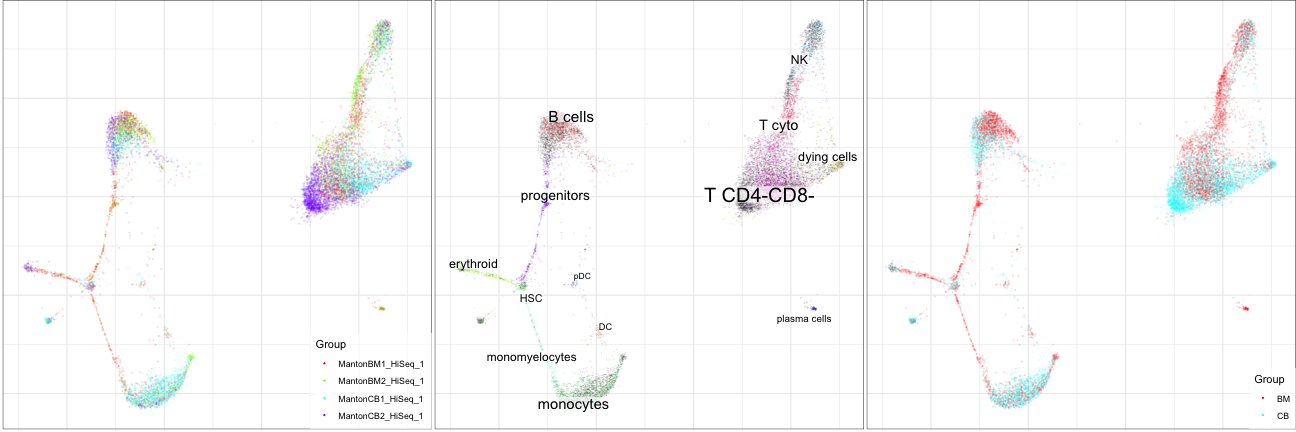 Group
MantonBM1_HiSeq_1
MantonBM2_HiSeq_1
MantonCB1_HiSeq_1
MantonCB2_HiSeq_1
NK
B cells
T cyto
dying cells
progenitors
T CD4-CD8-
erythroid
pDC
HSC
plasma cells
DC
monomyelocytes
monocytes
Group
BM
CB